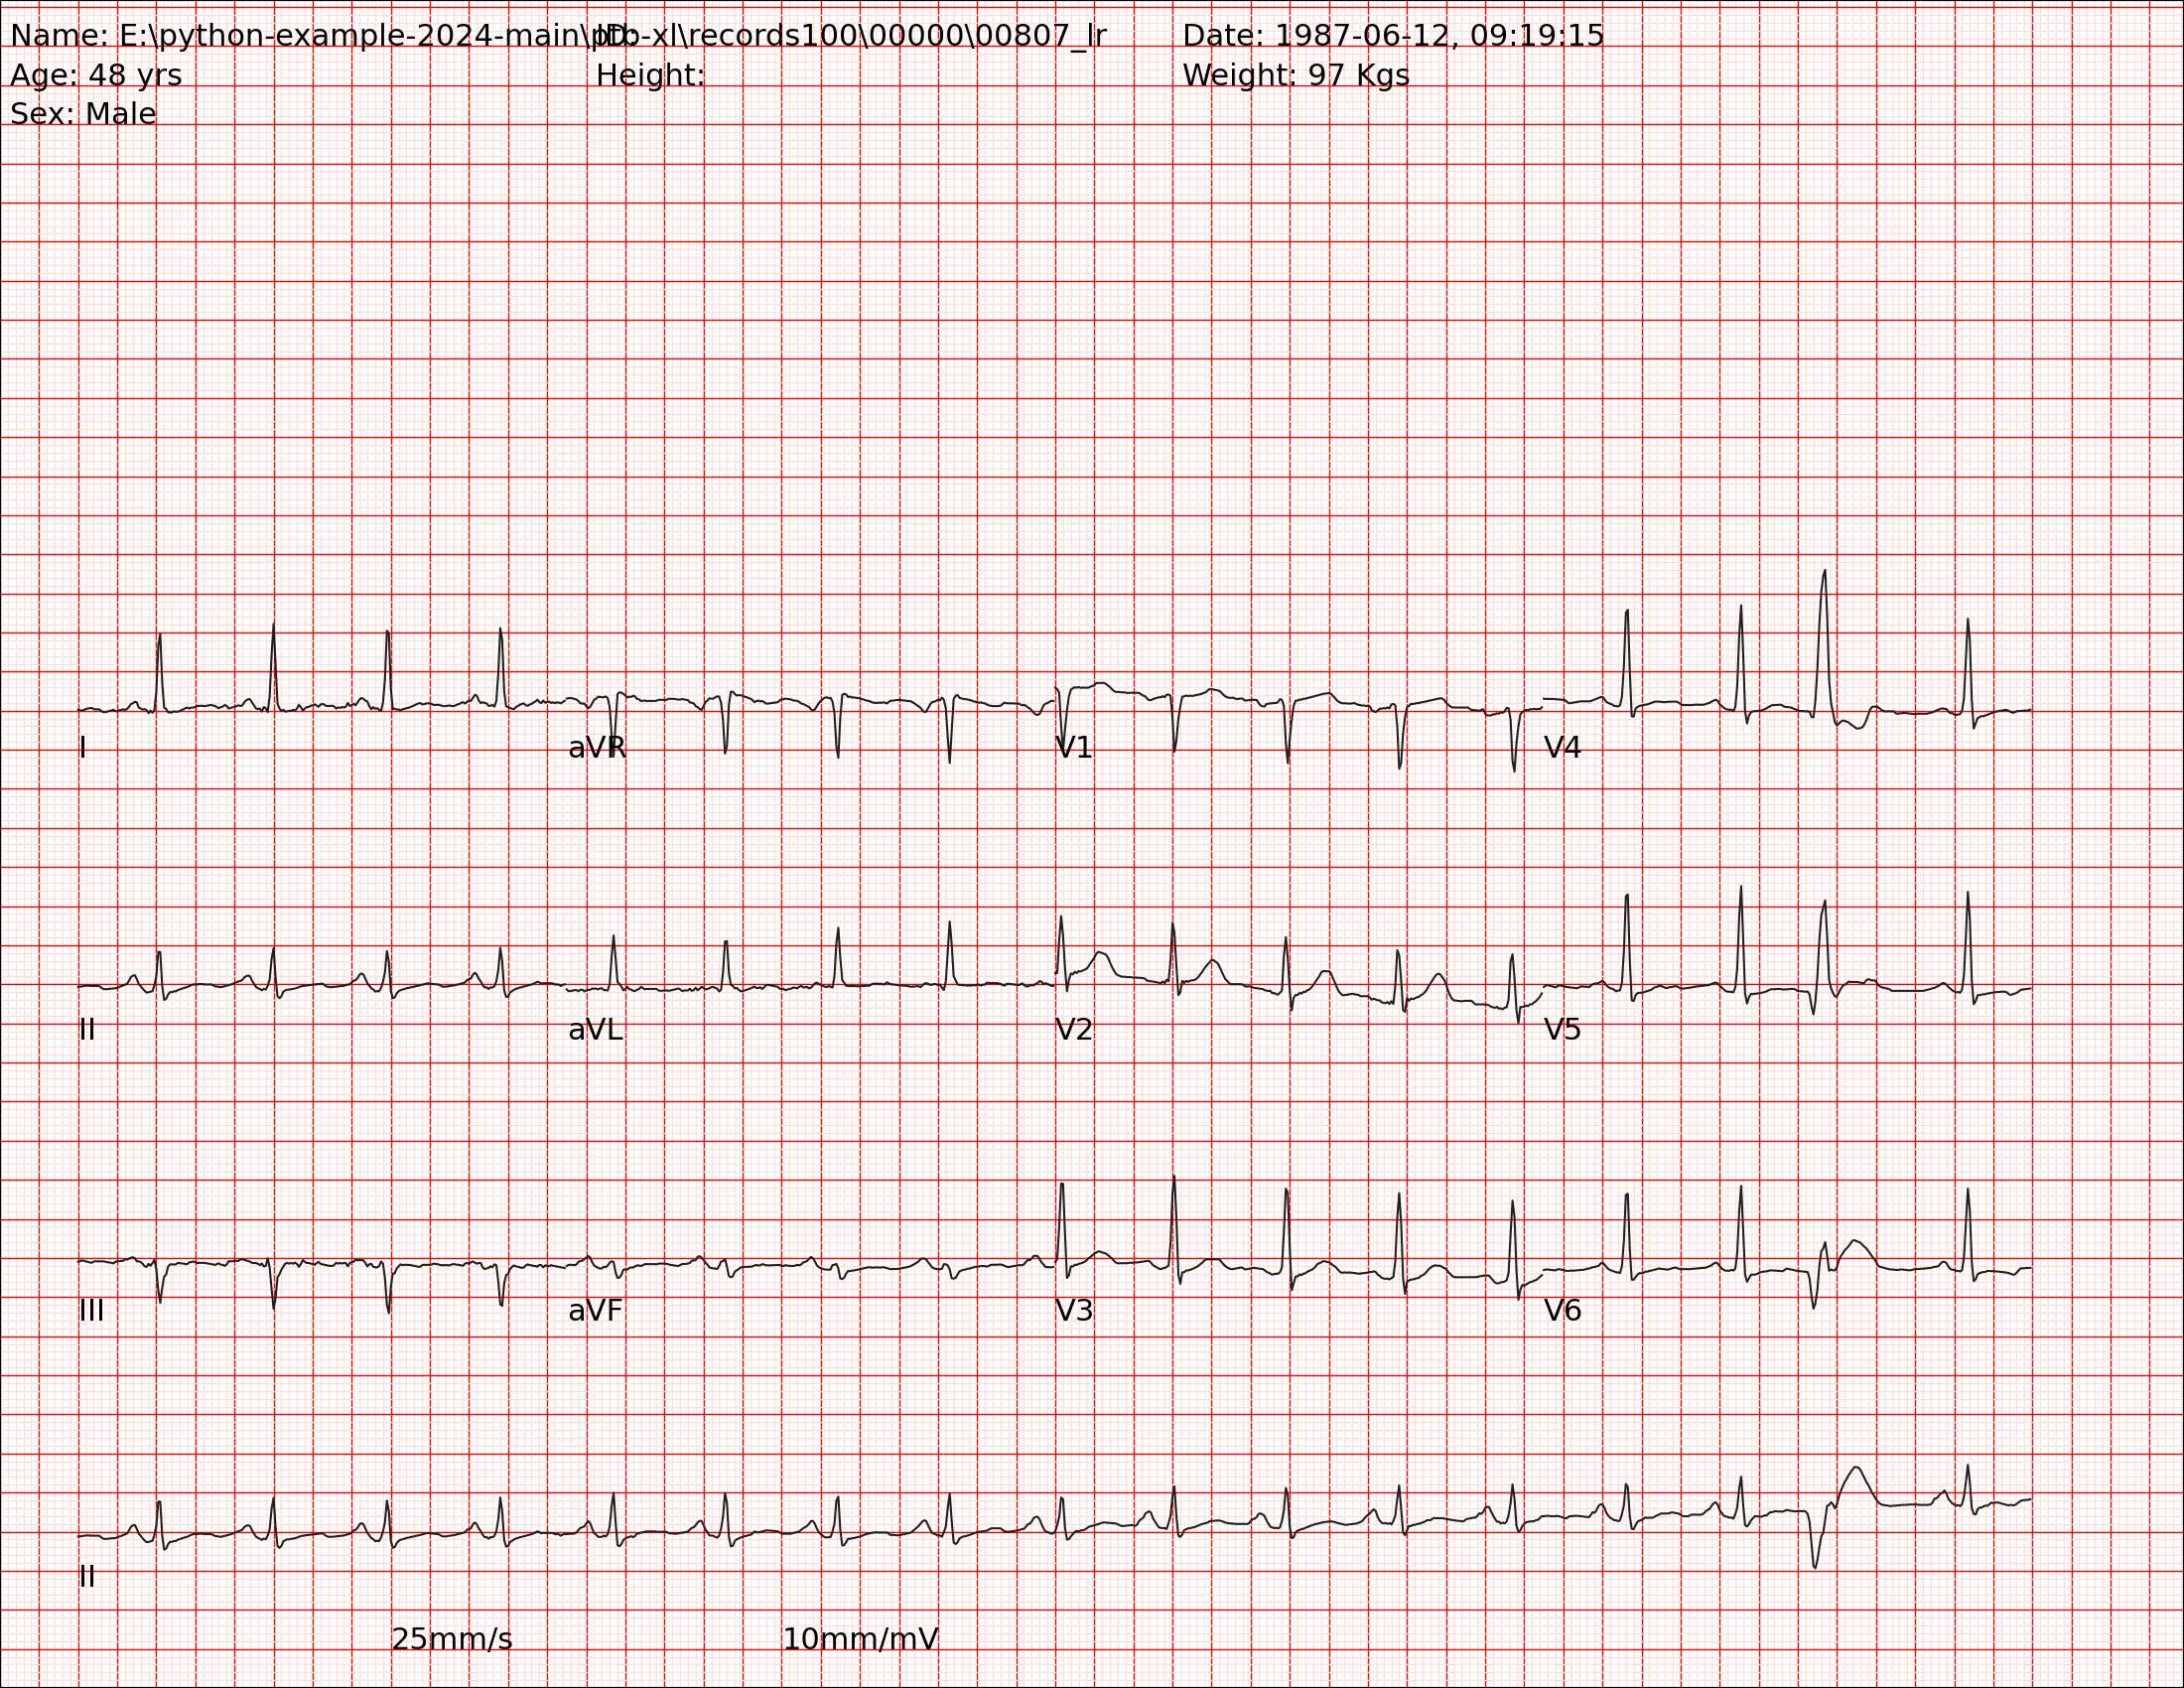 Name: E:\python-example-2024-main\ptb-xl\records100\00000\00807_lr ID: Date: 1987-06-12, 09:19:15
Age: 48 yrs Height: Weight: 97 Kgs
Sex: Male
I aVR V1 V4
II aVL V2 V5
III aVF V3 V6
II
25mm/s 10mm/mV